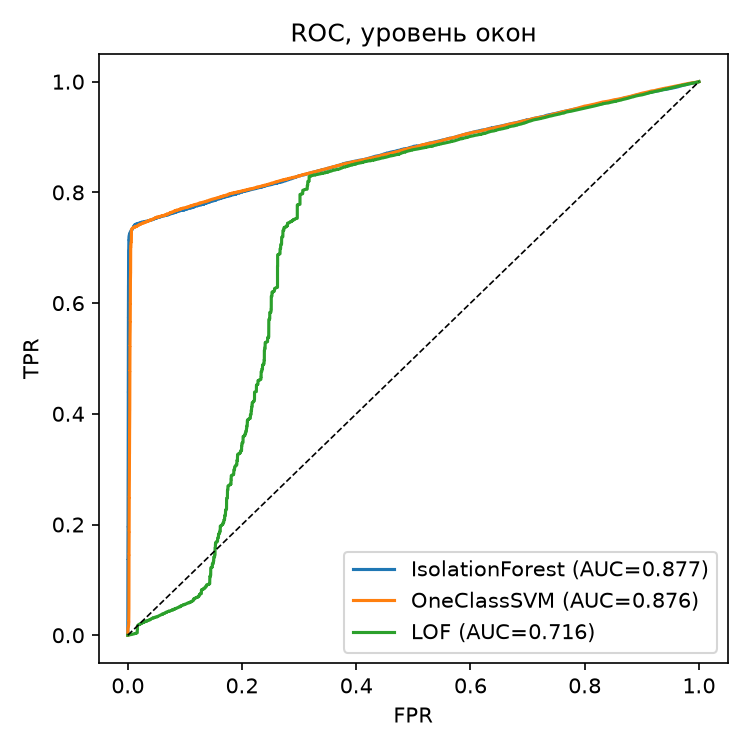 ROC, уровень окон
TPR
1.0
0.8
0.6
0.4
0.2
0.0
IsolationForest (AUC=0.877)
OneClassSVM (AUC=0.876)
LOF (AUC=0.716)
0.0 0.2 0.4 0.6 0.8 1.0
FPR